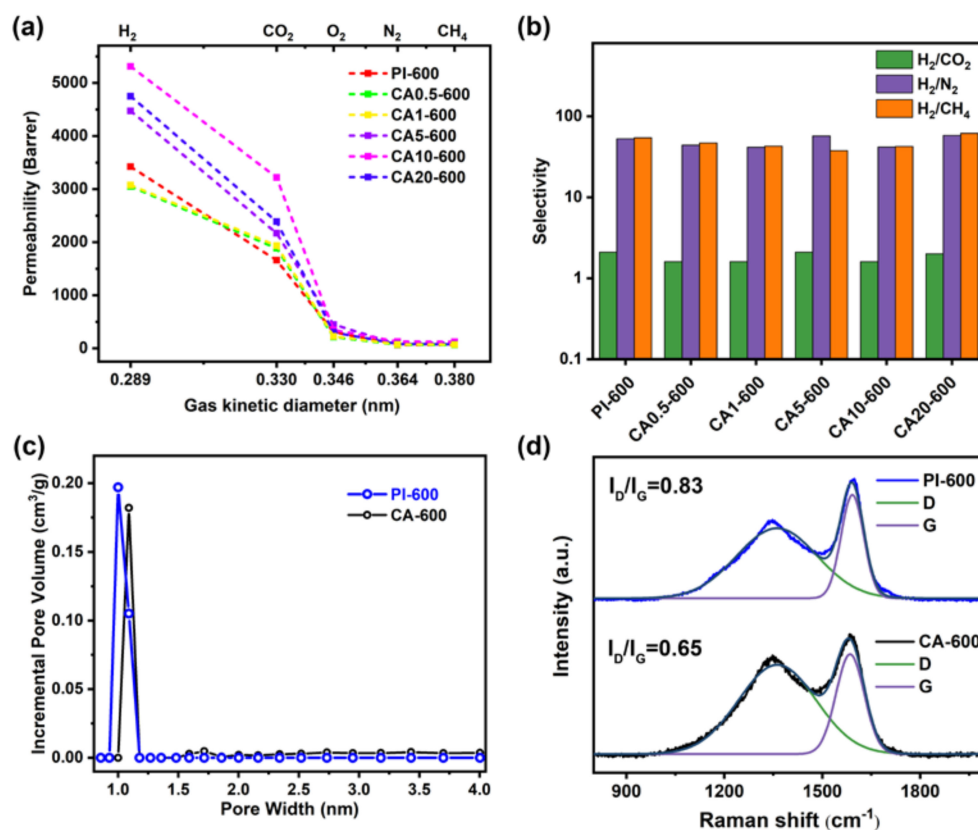 (a)
H₂ CO₂ O₂ N₂ CH₄
PI-600
CA0.5-600
CA1-600
CA5-600
CA10-600
CA20-600
Permeabnility (Barrer)
5000
4000
3000
2000
1000
0
0.289 0.330 0.346 0.364 0.380
Gas kinetic diameter (nm)
(b)
H₂/CO₂
H₂/N₂
H₂/CH₄
Selectivity
100
10
1
0.1
PI-600 CA0.5-600 CA1-600 CA5-600 CA10-600 CA20-600
(c)
PI-600
CA-600
Incremental Pore Volume (cm³/g)
0.20
0.15
0.10
0.05
0.00
1.0 1.5 2.0 2.5 3.0 3.5 4.0
Pore Width (nm)
(d)
I_D/I_G=0.83
PI-600
D
G
I_D/I_G=0.65
CA-600
D
G
Intensity (a.u.)
900 1200 1500 1800
Raman shift (cm⁻¹)